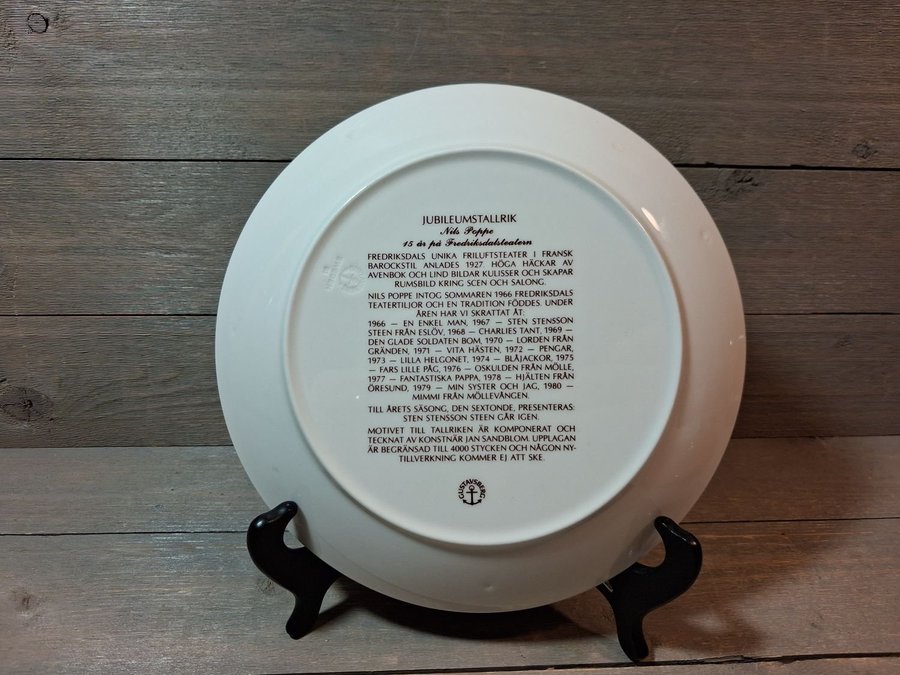 JUBILEUMSTALLRIK
Nils Poppe
15 år på Fredriksdalsteatern
FREDRIKSDALS UNIKA FRILUFTSTEATER I FRANSK
BAROCKSTIL ANLADES 1927. HÖGA HÄCKAR AV
AVENBOK OCH LIND BILDAR KULISSER OCH SKAPAR
RUMSBILD KRING SCEN OCH SALONG.
NILS POPPE INTOG SOMMAREN 1966 FREDRIKSDALS
TEATERTILJOR OCH EN TRADITION FÖDDES. UNDER
ÅREN HAR VI SKRATTAT ÅT:
1966 — EN ENKEL MAN, 1967 — STEN STENSSON
STEEN FRÅN ESLÖV, 1968 — CHARLIES TANT, 1969 —
DEN GLADE SOLDATEN BOM, 1970 — LORDEN FRÅN
GRÄNDEN, 1971 — VITA HÄSTEN, 1972 — PENGAR,
1973 — LILLA HELGONET, 1974 — BLÅJACKOR, 1975
— FARS LILLE PÅG, 1976 — OSKULDEN FRÅN MÖLLE,
1977 — FANTASTISKA PAPPA, 1978 — HJÄLTEN FRÅN
ÖRESUND, 1979 — MIN SYSTER OCH JAG, 1980 —
MIMMI FRÅN MÖLLEVÅNGEN.
TILL ÅRETS SÄSONG, DEN SEXTONDE, PRESENTERAS:
STEN STENSSON STEEN GÅR IGEN.
MOTIVET TILL TALLRIKEN ÄR KOMPONERAT OCH
TECKNAT AV KONSTNÄR JAN SANDBLOM. UPPLAGAN
ÄR BEGRÄNSAD TILL 4000 STYCKEN OCH NÅGON NY-
TILLVERKNING KOMMER EJ ATT SKE.
GUSTAVSBERG